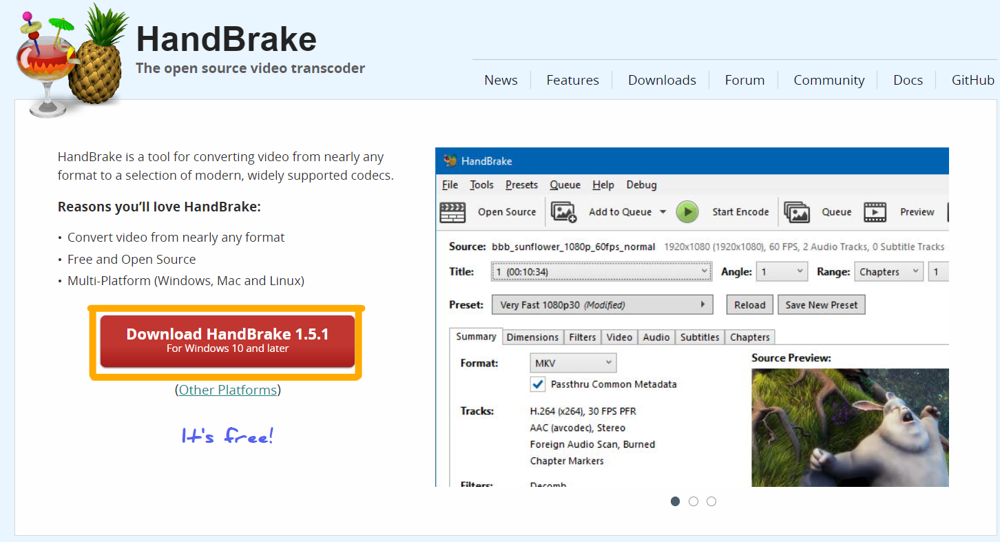 HandBrake
The open source video transcoder
News
Features
Downloads
Forum
Community
Docs
GitHub
HandBrake is a tool for converting video from nearly any
format to a selection of modern, widely supported codecs.
Reasons you'll love HandBrake:
• Convert video from nearly any format
• Free and Open Source
• Multi-Platform (Windows, Mac and Linux)
Download HandBrake 1.5.1
For Windows 10 and later
(Other Platforms)
It's free!
HandBrake
File Tools Presets Queue Help Debug
Open Source Add to Queue Start Encode Queue Preview
Source: bbb_sunflower_1080p_60fps_normal 1920x1080 (1920x1080), 60 FPS, 2 Audio Tracks, 0 Subtitle Tracks
Title: 1 (00:10:34) Angle: 1 Range: Chapters 1
Preset: Very Fast 1080p30 (Modified) Reload Save New Preset
Summary Dimensions Filters Video Audio Subtitles Chapters
Format: MKV
Passthru Common Metadata
Tracks: H.264 (x264), 30 FPS PFR
AAC (avcodec), Stereo
Foreign Audio Scan, Burned
Chapter Markers
Filters: Decomb
Source Preview: